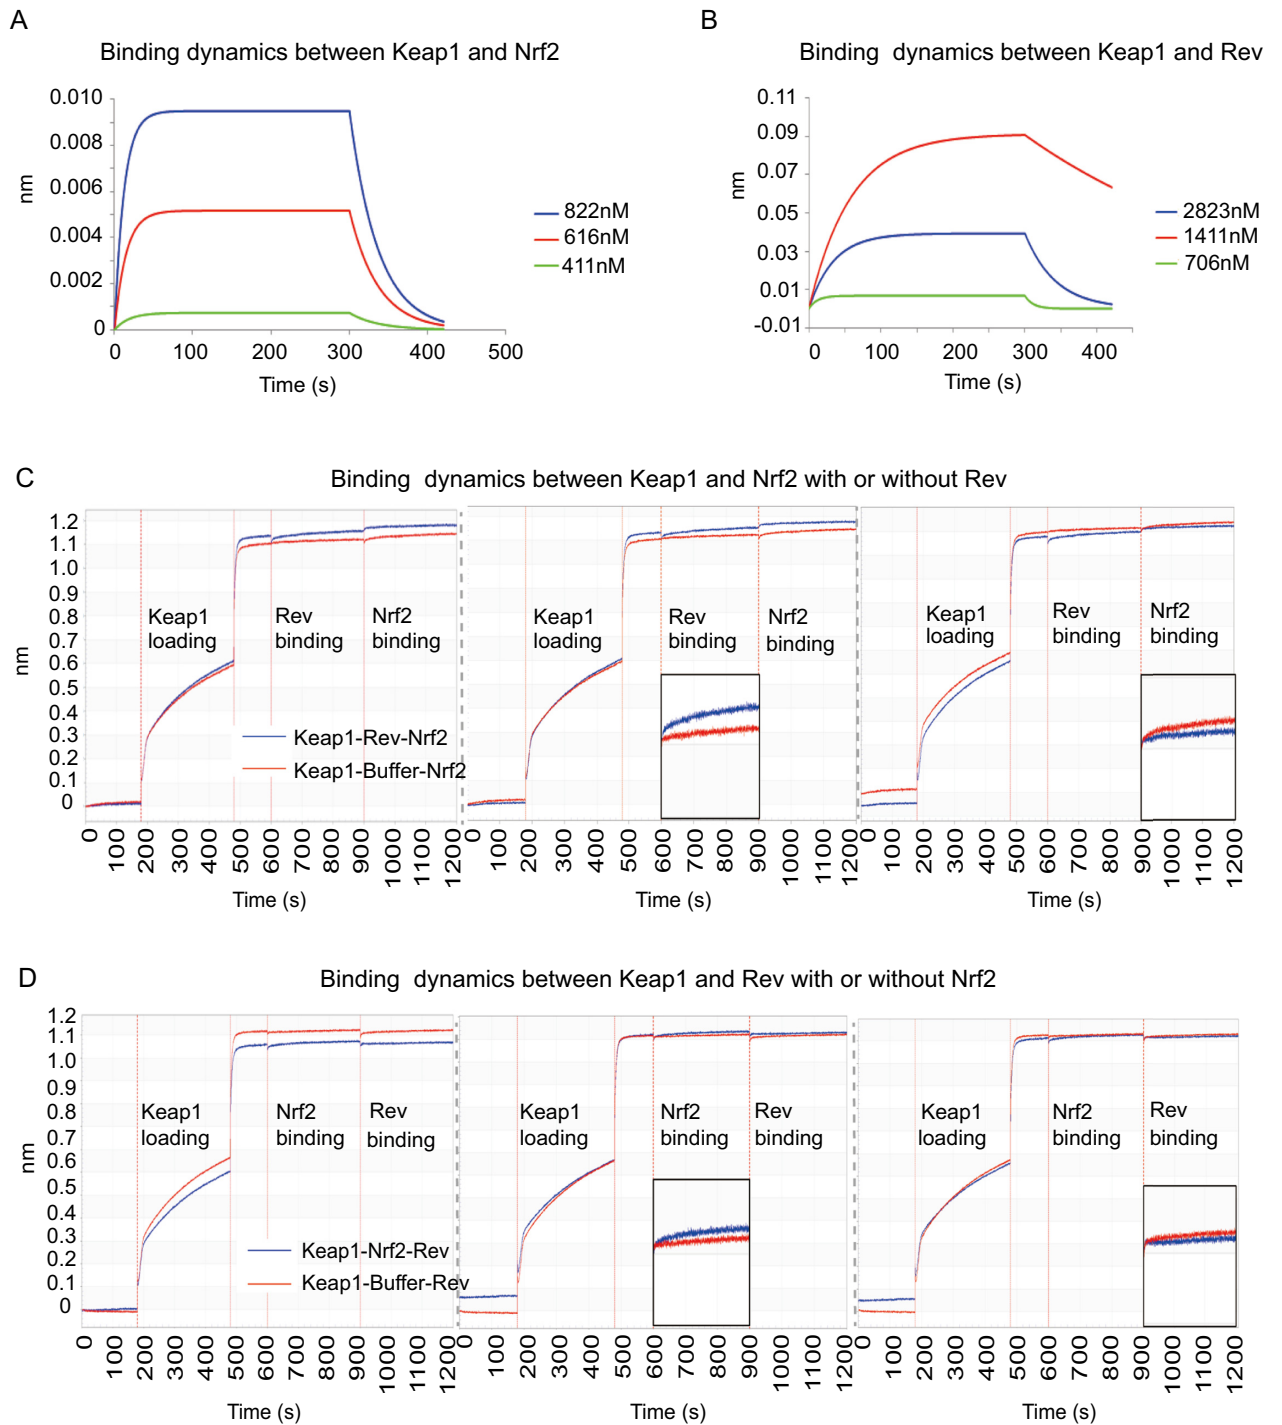 A
Binding dynamics between Keap1 and Nrf2
0.010
0.008
0.006
0.004
0.002
0
nm
0 100 200 300 400 500
Time (s)
822nM
616nM
411nM
B
Binding dynamics between Keap1 and Rev
0.11
0.09
0.07
0.05
0.03
0.01
-0.01
nm
0 100 200 300 400
Time (s)
2823nM
1411nM
706nM
C
Binding dynamics between Keap1 and Nrf2 with or without Rev
1.2
1.1
1.0
0.9
0.8
0.7
0.6
0.5
0.4
0.3
0.2
0.1
0
nm
Keap1 loading
Rev binding
Nrf2 binding
Keap1-Rev-Nrf2
Keap1-Buffer-Nrf2
0 100 200 300 400 500 600 700 800 900 1000 1100 1200
Time (s)
Keap1 loading
Rev binding
Nrf2 binding
0 100 200 300 400 500 600 700 800 900 1000 1100 1200
Time (s)
Keap1 loading
Rev binding
Nrf2 binding
0 100 200 300 400 500 600 700 800 900 1000 1100 1200
Time (s)
D
Binding dynamics between Keap1 and Rev with or without Nrf2
1.2
1.1
1.0
0.9
0.8
0.7
0.6
0.5
0.4
0.3
0.2
0.1
0
nm
Keap1 loading
Nrf2 binding
Rev binding
Keap1-Nrf2-Rev
Keap1-Buffer-Rev
0 100 200 300 400 500 600 700 800 900 1000 1100 1200
Time (s)
Keap1 loading
Nrf2 binding
Rev binding
0 100 200 300 400 500 600 700 800 900 1000 1100 1200
Time (s)
Keap1 loading
Nrf2 binding
Rev binding
0 100 200 300 400 500 600 700 800 900 1000 1100 1200
Time (s)